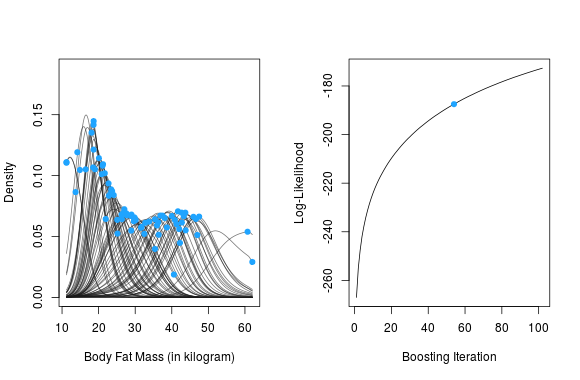 Density
0.15
0.10
0.05
0.00
10 20 30 40 50 60
Body Fat Mass (in kilogram)
Log-Likelihood
-180
-200
-220
-240
-260
0 20 40 60 80 100
Boosting Iteration